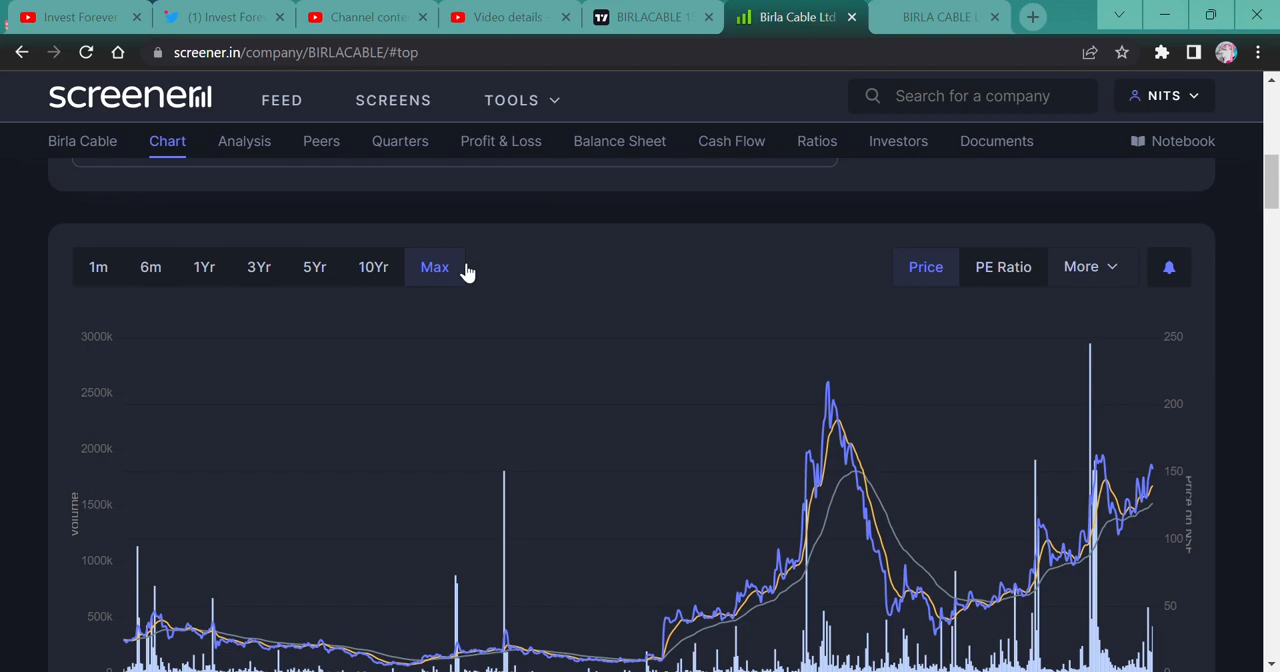 Invest Forever
(1) Invest Fore
Channel conte
Video details -
BIRLACABLE 1
Birla Cable Ltd
BIRLA CABLE L
screener.in/company/BIRLACABLE/#top
screener
FEED
SCREENS
TOOLS
Search for a company
NITS
Birla Cable
Chart
Analysis
Peers
Quarters
Profit & Loss
Balance Sheet
Cash Flow
Ratios
Investors
Documents
Notebook
1m
6m
1Yr
3Yr
5Yr
10Yr
Max
Price
PE Ratio
More
3000k
2500k
2000k
1500k
1000k
500k
0
volume
250
200
150
100
50
0